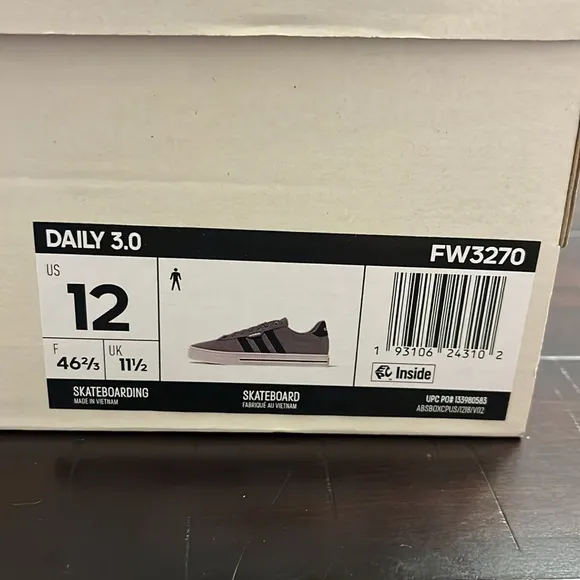 DAILY 3.0
FW3270
US
12
F
46⅔
UK
11½
1 93106 24310 2
Inside
SKATEBOARDING
MADE IN VIETNAM
SKATEBOARD
FABRIQUÉ AU VIETNAM
UPC PO# 133980583
ABSBOXCPUS/1218/V02